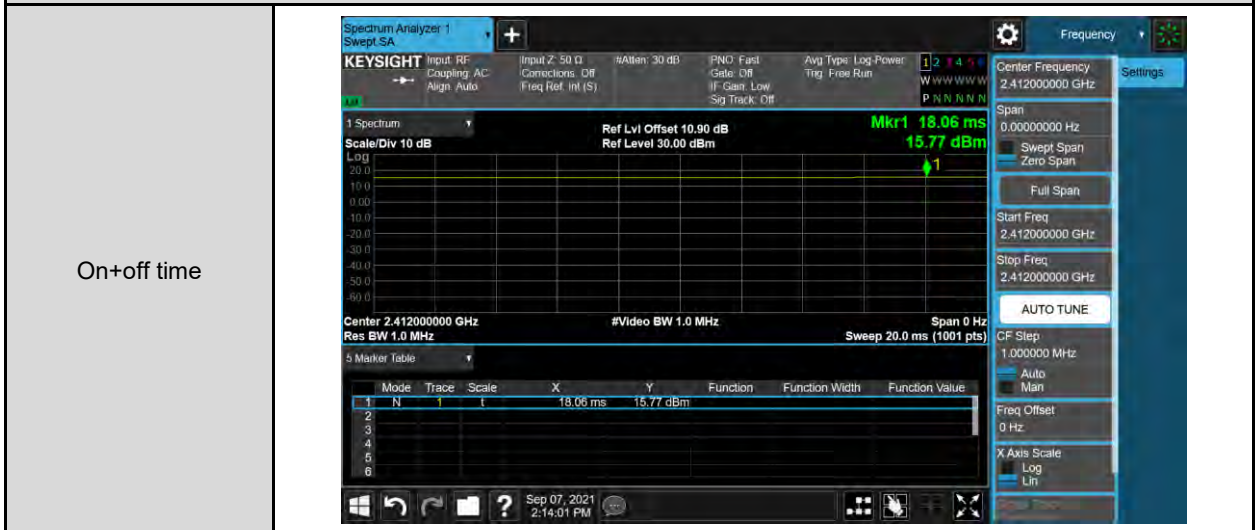 On+off time
Spectrum Analyzer 1
Swept SA
+
Frequency
KEYSIGHT
Input: RF
Coupling: AC
Align: Auto
Input Z: 50 Ω
Corrections: Off
Freq Ref: Int (S)
#Atten: 30 dB
PNO: Fast
Gate: Off
IF Gain: Low
Sig Track: Off
Avg Type: Log-Power
Trig: Free Run
1 2 3 4 5 6
W W W W W W
P N N N N N
1 Spectrum
Scale/Div 10 dB
Ref Lvl Offset 10.90 dB
Ref Level 30.00 dBm
Mkr1 18.06 ms
15.77 dBm
Log
20.0
10.0
0.00
-10.0
-20.0
-30.0
-40.0
-50.0
-60.0
1
Center 2.412000000 GHz
#Video BW 1.0 MHz
Span 0 Hz
Res BW 1.0 MHz
Sweep 20.0 ms (1001 pts)
5 Marker Table
Mode Trace Scale X Y Function Function Width Function Value
1 N 1 t 18.06 ms 15.77 dBm
2
3
4
5
6
Sep 07, 2021
2:14:01 PM
?
Center Frequency
2.412000000 GHz
Settings
Span
0.00000000 Hz
Swept Span
Zero Span
Full Span
Start Freq
2.412000000 GHz
Stop Freq
2.412000000 GHz
AUTO TUNE
CF Step
1.000000 MHz
Auto
Man
Freq Offset
0 Hz
X Axis Scale
Log
Lin